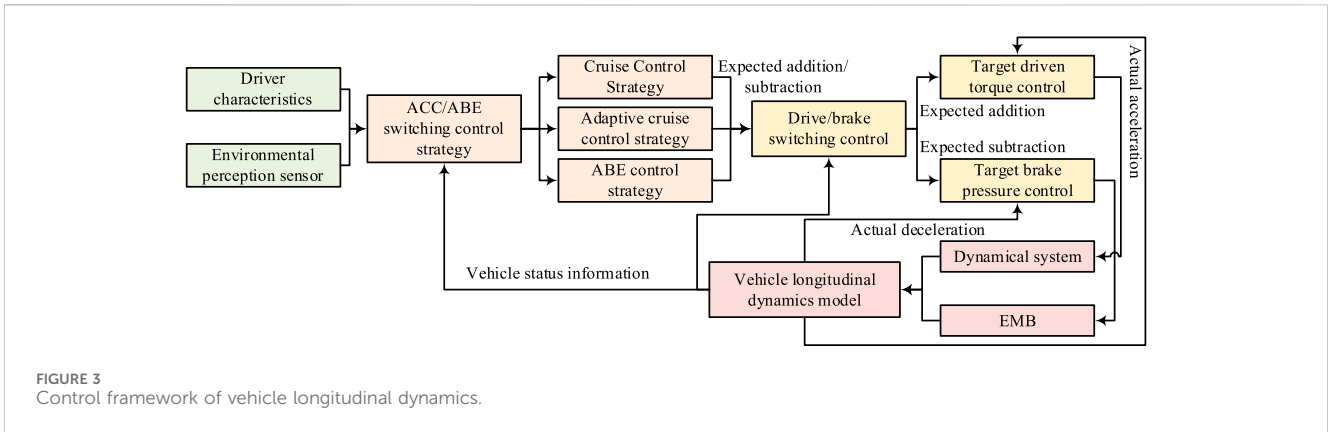 Driver
characteristics
Environmental
perception sensor
ACC/ABE
switching control
strategy
Cruise Control
Strategy
Adaptive cruise
control strategy
ABE control
strategy
Expected addition/
subtraction
Drive/brake
switching control
Target driven
torque control
Expected addition
Expected subtraction
Target brake
pressure control
Actual acceleration
Actual deceleration
Dynamical system
Vehicle status information
Vehicle longitudinal
dynamics model
EMB
FIGURE 3
Control framework of vehicle longitudinal dynamics.